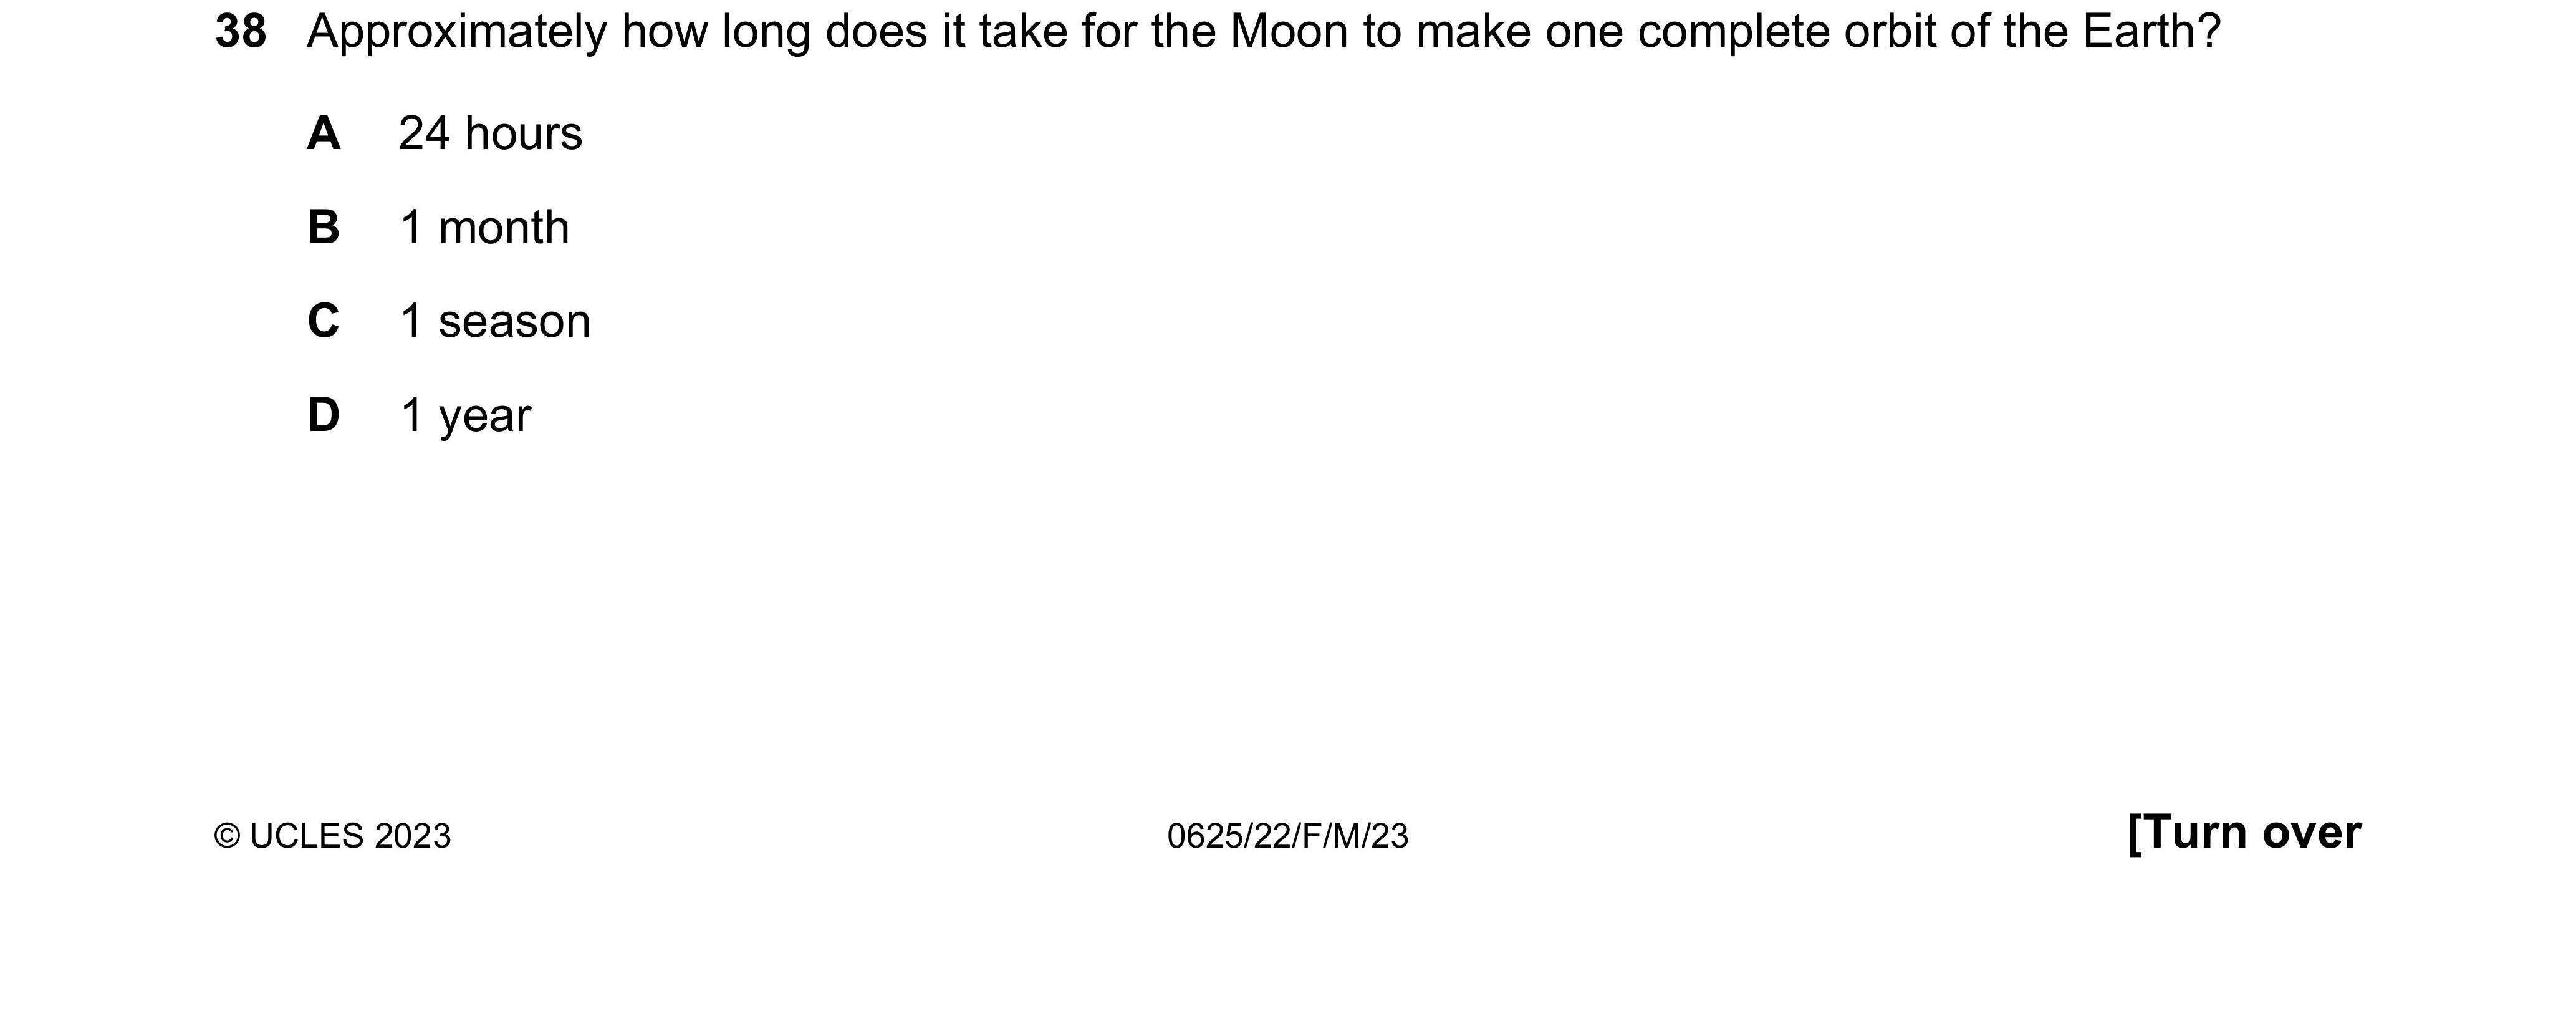 38 Approximately how long does it take for the Moon to make one complete orbit of the Earth?
A 24 hours
B 1 month
C 1 season
D 1 year
© UCLES 2023 0625/22/F/M/23 [Turn over